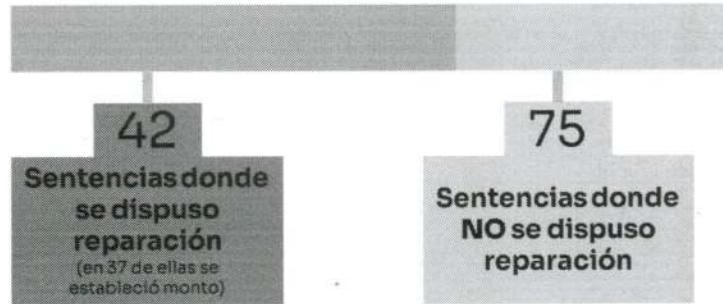 42
Sentencias donde
se dispuso
reparación
(en 37 de ellas se
estableció monto)
75
Sentencias donde
NO se dispuso
reparación